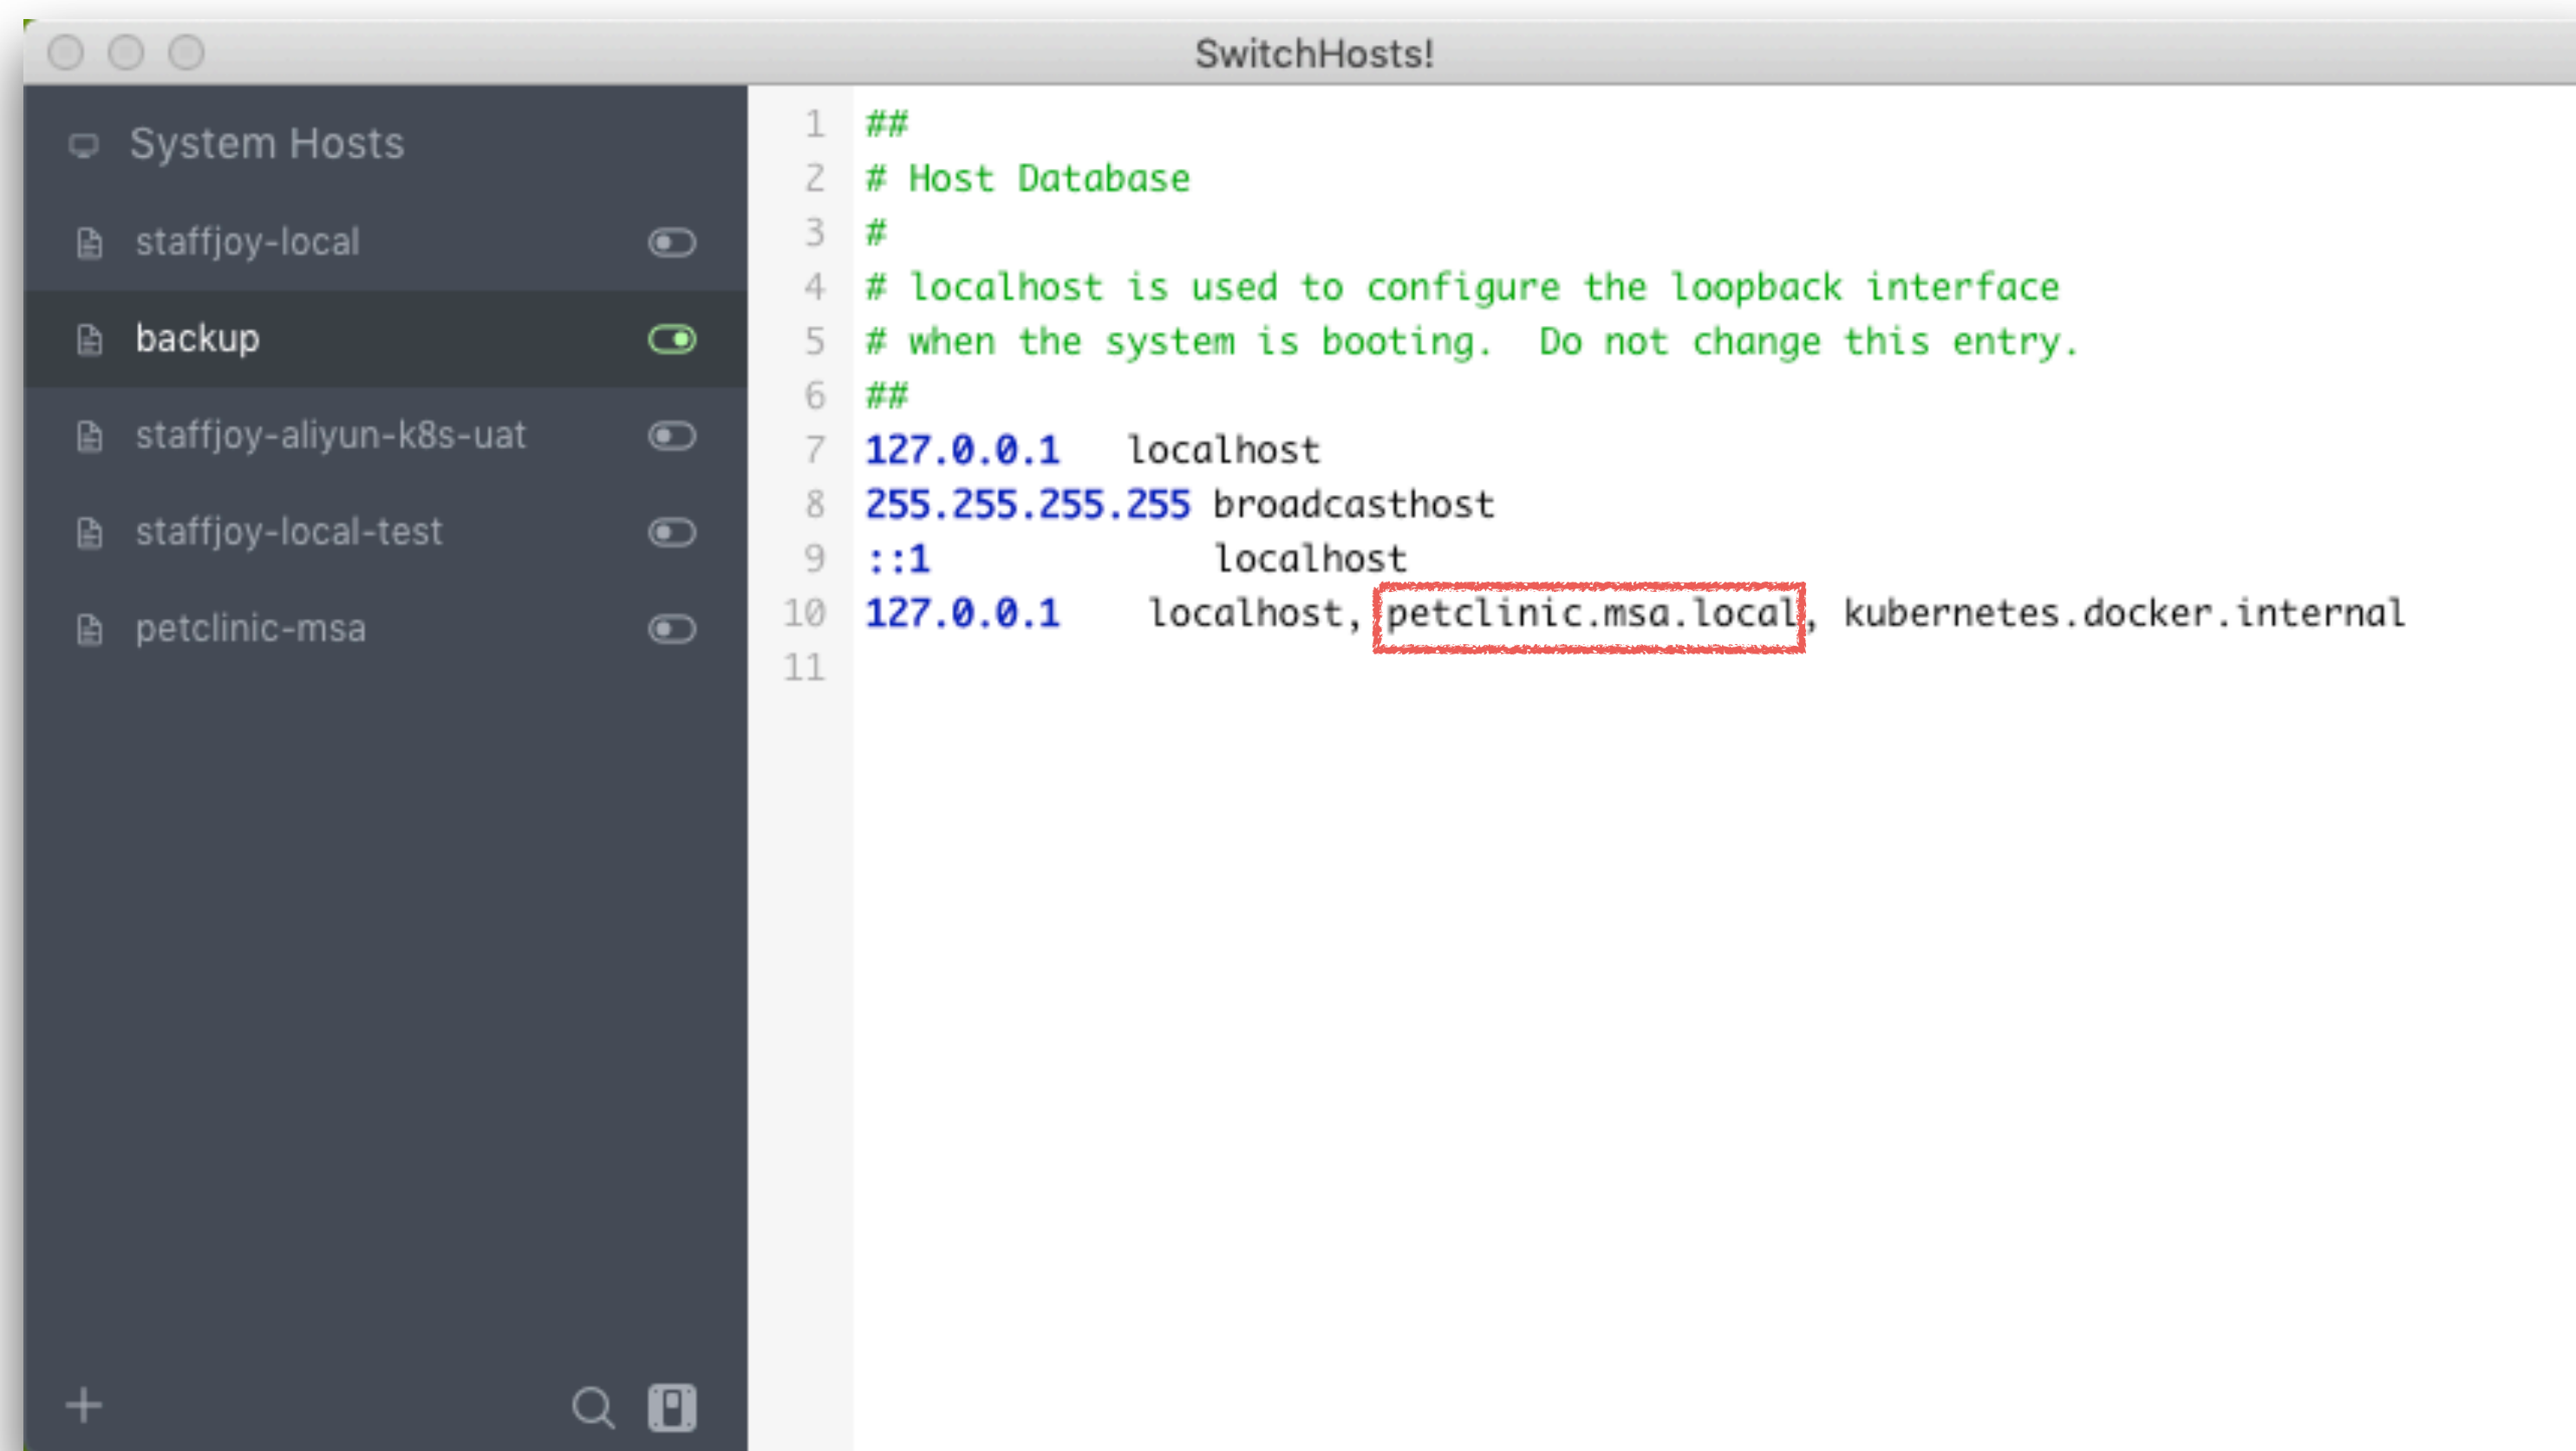 SwitchHosts!
System Hosts
staffjoy-local
backup
staffjoy-aliyun-k8s-uat
staffjoy-local-test
petclinic-msa
1 ##
2 # Host Database
3 #
4 # localhost is used to configure the loopback interface
5 # when the system is booting.  Do not change this entry.
6 ##
7 127.0.0.1   localhost
8 255.255.255.255 broadcasthost
9 ::1             localhost
10 127.0.0.1    localhost, petclinic.msa.local, kubernetes.docker.internal
11